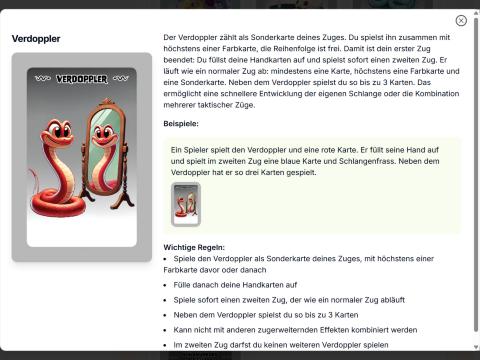 Verdoppler
VERDOPPLER
Der Verdoppler zählt als Sonderkarte deines Zuges. Du spielst ihn zusammen mit
höchstens einer Farbkarte, die Reihenfolge ist frei. Damit ist dein erster Zug
beendet: Du füllst deine Handkarten auf und spielst sofort einen zweiten Zug. Er
läuft wie ein normaler Zug ab: mindestens eine Karte, höchstens eine Farbkarte und
eine Sonderkarte. Neben dem Verdoppler spielst du so bis zu 3 Karten. Das
ermöglicht eine schnellere Entwicklung der eigenen Schlange oder die Kombination
mehrerer taktischer Züge.
Beispiele:
Ein Spieler spielt den Verdoppler und eine rote Karte. Er füllt seine Hand auf
und spielt im zweiten Zug eine blaue Karte und Schlangenfrass. Neben dem
Verdoppler hat er so drei Karten gespielt.
Wichtige Regeln:
• Spiele den Verdoppler als Sonderkarte deines Zuges, mit höchstens einer
Farbkarte davor oder danach
• Fülle danach deine Handkarten auf
• Spiele sofort einen zweiten Zug, der wie ein normaler Zug abläuft
• Neben dem Verdoppler spielst du so bis zu 3 Karten
• Kann nicht mit anderen zugerweiternden Effekten kombiniert werden
• Im zweiten Zug darfst du keinen weiteren Verdoppler spielen